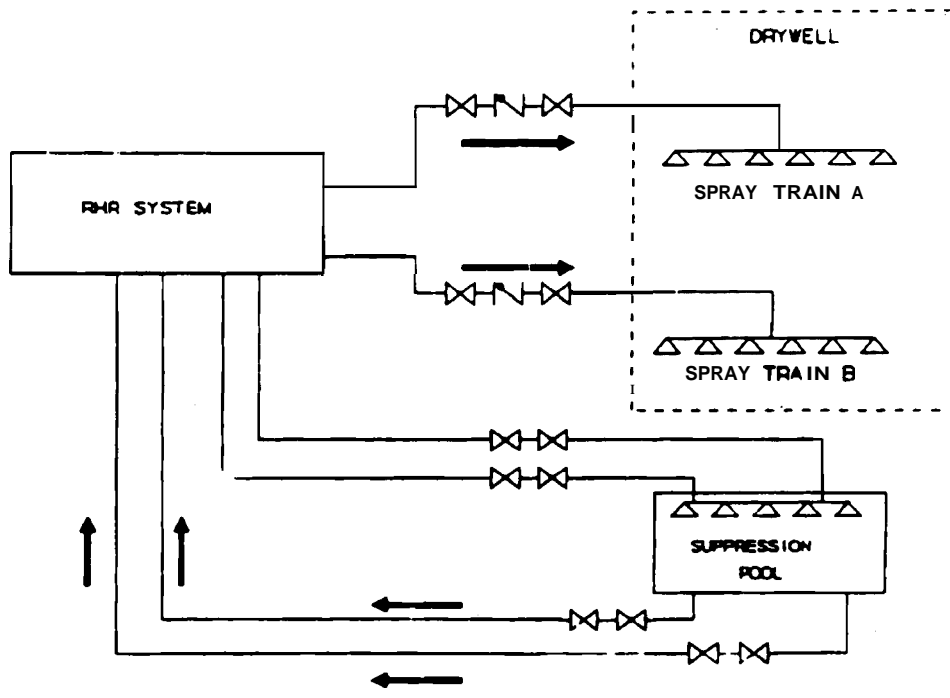 DRYWELL
SPRAY TRAIN A
RHR SYSTEM
SPRAY TRAIN B
SUPPRESSION
POOL